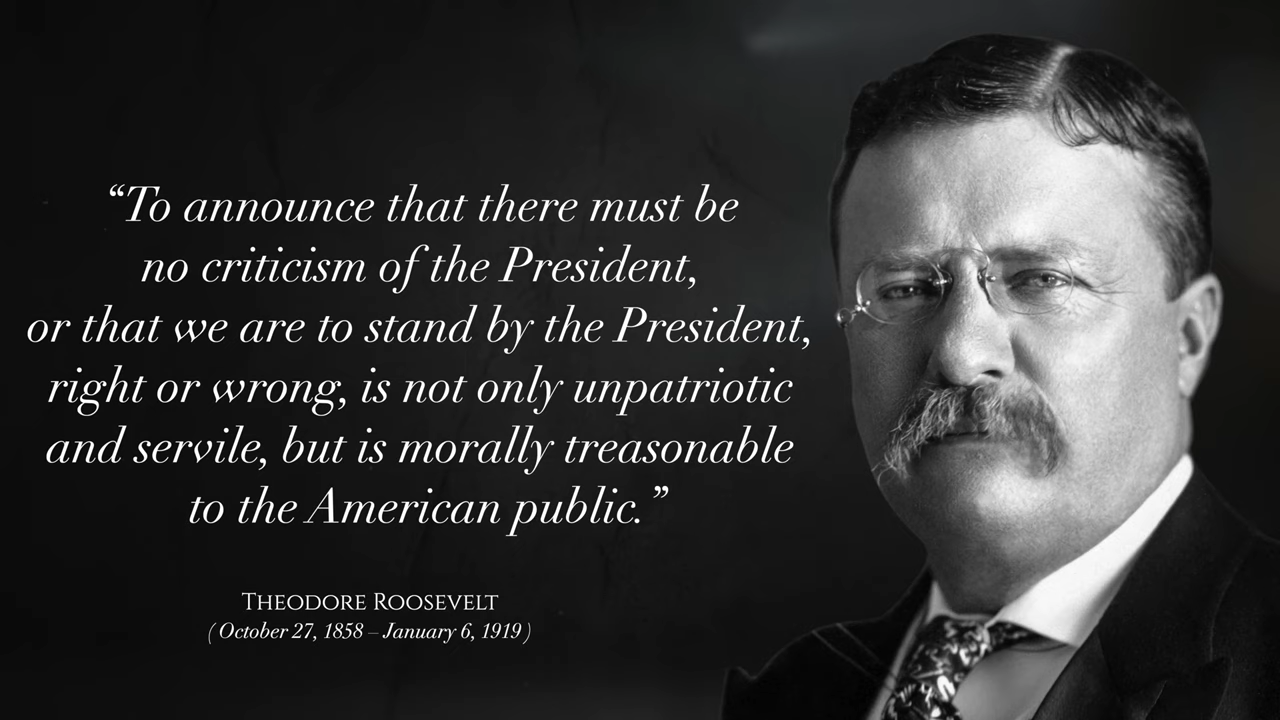 “To announce that there must be
no criticism of the President,
or that we are to stand by the President,
right or wrong, is not only unpatriotic
and servile, but is morally treasonable
to the American public.”
Theodore Roosevelt
( October 27, 1858 – January 6, 1919 )